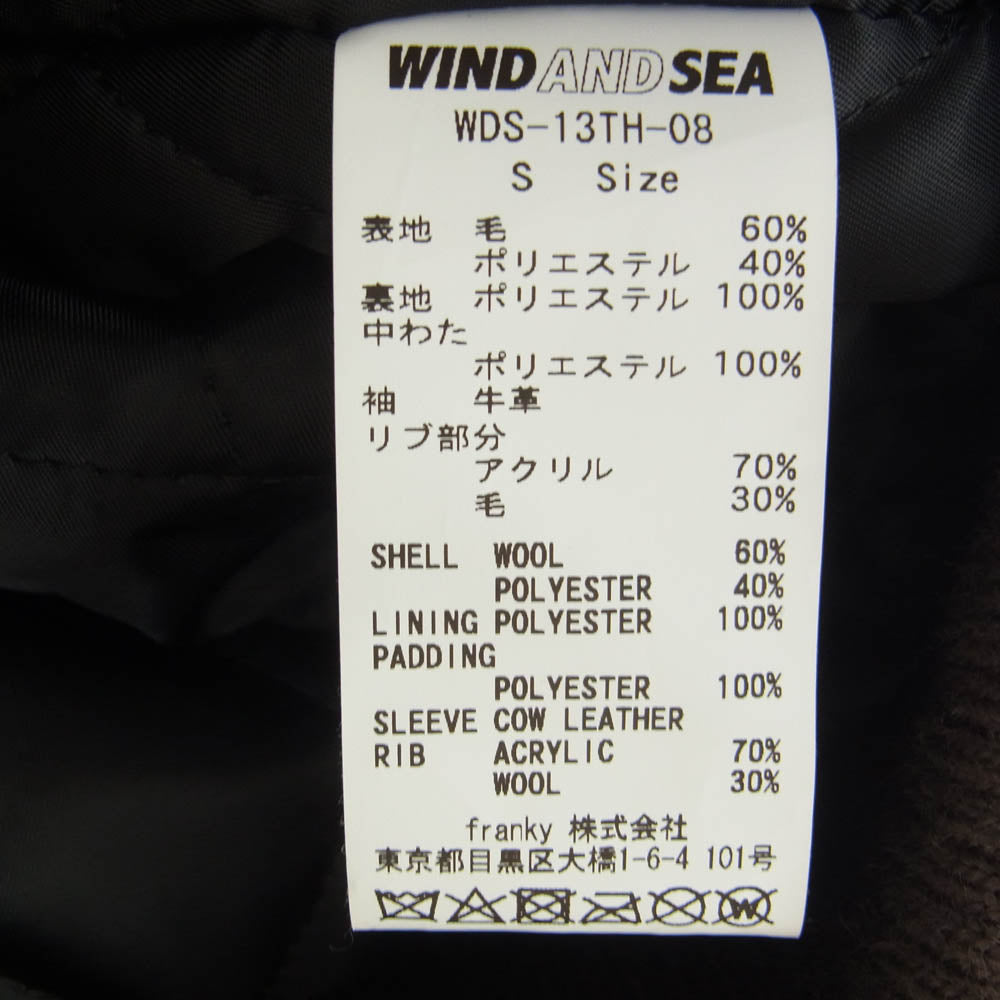 WIND AND SEA
WDS-13TH-08
S Size
表地 毛 60%
ポリエステル 40%
裏地 ポリエステル 100%
中わた
ポリエステル 100%
袖 牛革
リブ部分
アクリル 70%
毛 30%
SHELL WOOL 60%
POLYESTER 40%
LINING POLYESTER 100%
PADDING
POLYESTER 100%
SLEEVE COW LEATHER
RIB ACRYLIC 70%
WOOL 30%
franky 株式会社
東京都目黒区大橋1-6-4 101号
W